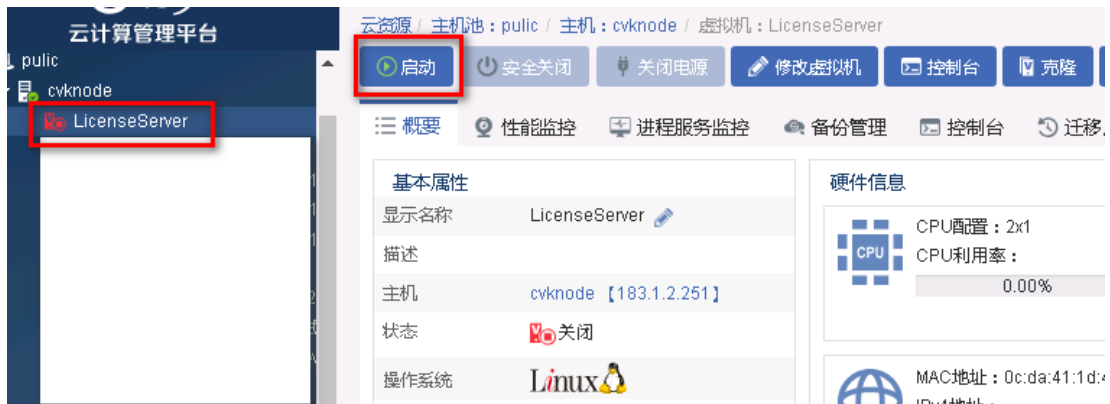 云计算管理平台
pulic
cvknode
LicenseServer
云资源 / 主机池：pulic / 主机：cvknode / 虚拟机：LicenseServer
启动 安全关闭 关闭电源 修改虚拟机 控制台 克隆
概要 性能监控 进程服务监控 备份管理 控制台 迁移
基本属性
显示名称 LicenseServer
描述
主机 cvknode 【183.1.2.251】
状态 关闭
操作系统 Linux
硬件信息
CPU
CPU配置：2x1
CPU利用率：
0.00%
MAC地址：0c:da:41:1d: